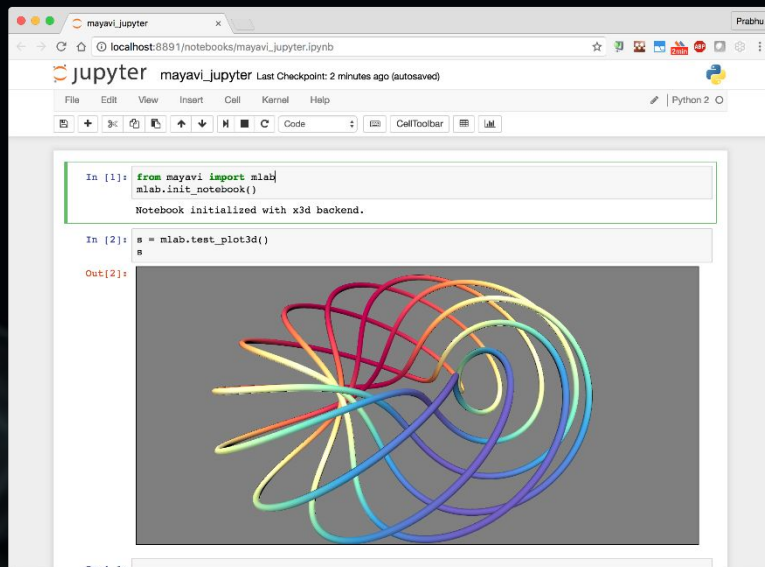 mayavi_jupyter
Prabhu
localhost:8891/notebooks/mayavi_jupyter.ipynb
2min
ABP
jupyter mayavi_jupyter Last Checkpoint: 2 minutes ago (autosaved)
File Edit View Insert Cell Kernel Help
Python 2
Code CellToolbar
In [1]: from mayavi import mlab
mlab.init_notebook()
Notebook initialized with x3d backend.
In [2]: s = mlab.test_plot3d()
s
Out[2]: